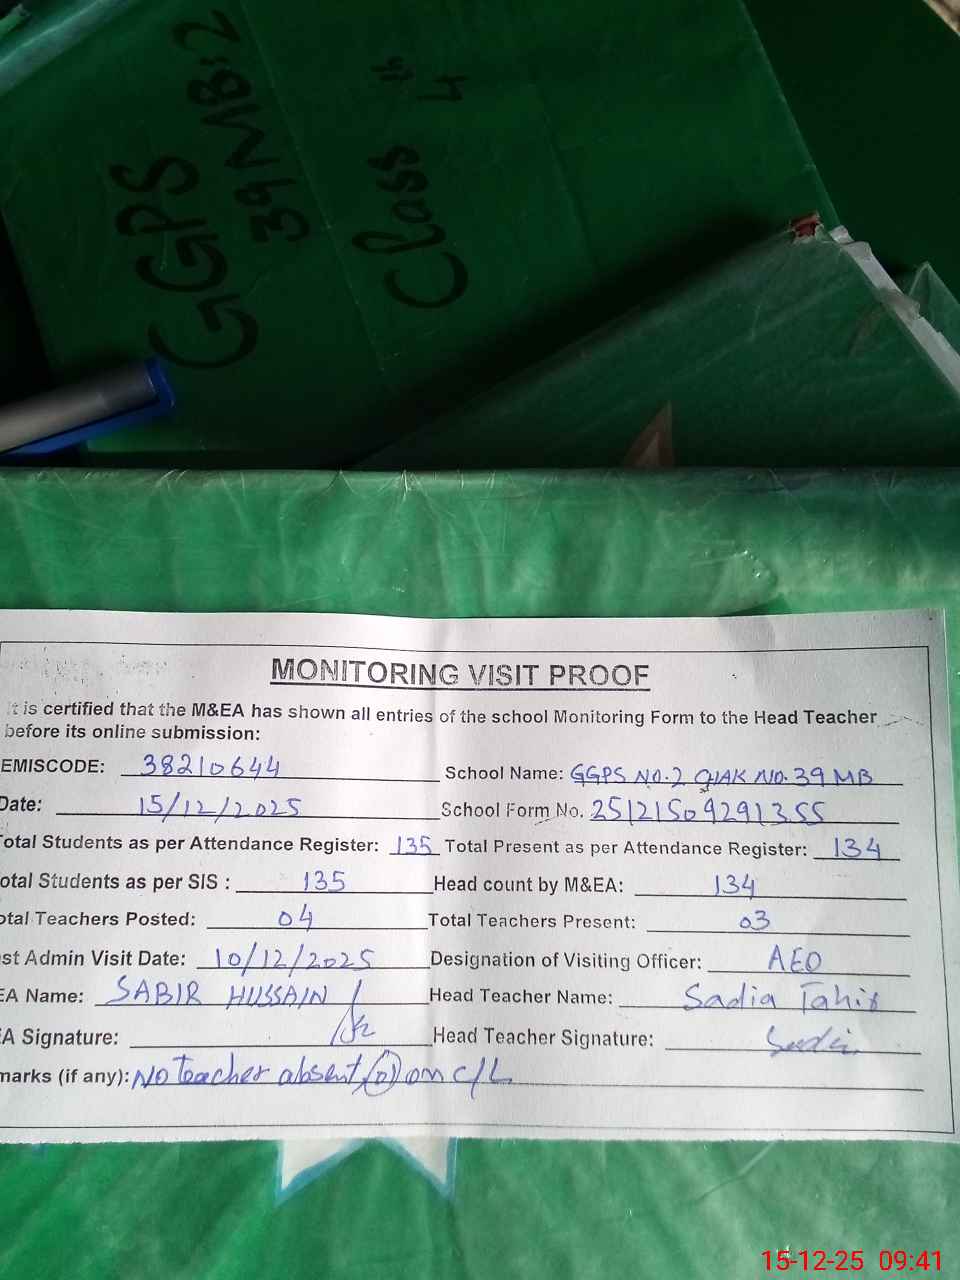 GGPS
39 MB:2
Class 4th
MONITORING VISIT PROOF
It is certified that the M&EA has shown all entries of the school Monitoring Form to the Head Teacher
before its online submission:
EMISCODE: 38210644 School Name: GGPS NO.2 CHAK NO.39 MB
Date: 15/12/2025 School Form No. 25121509291355
otal Students as per Attendance Register: 135 Total Present as per Attendance Register: 134
otal Students as per SIS : 135 Head count by M&EA: 134
otal Teachers Posted: 04 Total Teachers Present: 03
st Admin Visit Date: 10/12/2025 Designation of Visiting Officer: AEO
EA Name: SABIR HUSSAIN Head Teacher Name: Sadia Tahir
EA Signature: Head Teacher Signature: Sadia
marks (if any): No teacher absent, on C/L
15-12-25 09:41